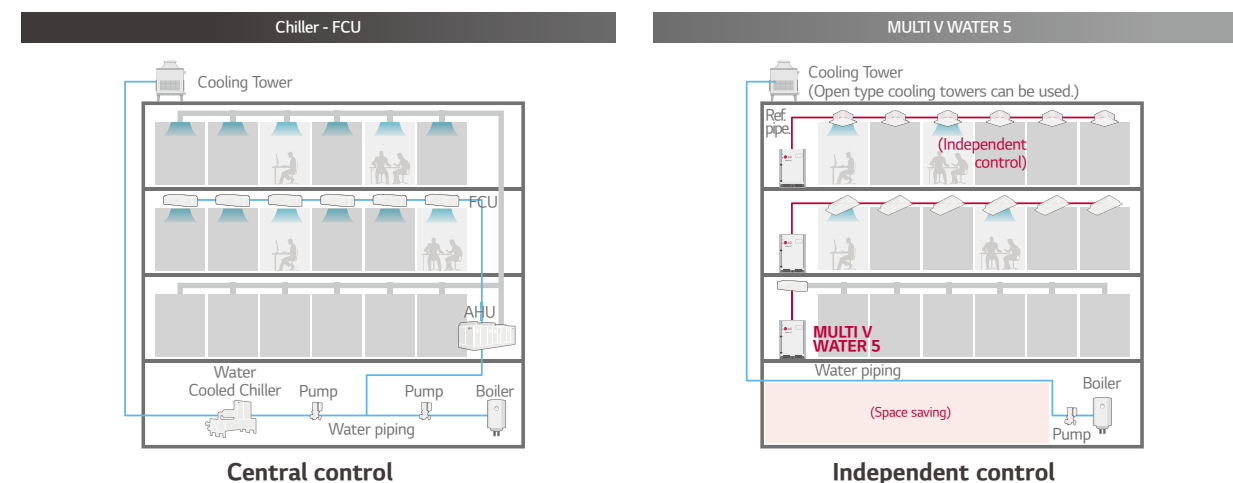 Chiller - FCU
Cooling Tower
FCU
AHU
Water
Cooled Chiller
Pump
Pump
Boiler
Water piping
Central control
MULTI V WATER 5
Cooling Tower
(Open type cooling towers can be used.)
Ref.
pipe.
(Independent
control)
MULTI V
WATER 5
Water piping
Boiler
(Space saving)
Pump
Independent control